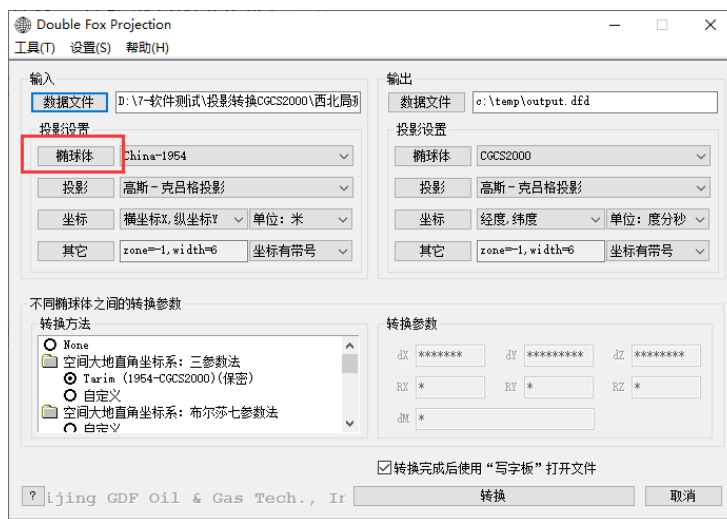 Double Fox Projection
工具(T) 设置(S) 帮助(H)
输入
数据文件 D:\7-软件测试\投影转换CGCS2000\西北局
投影设置
椭球体 China-1954
投影 高斯-克吕格投影
坐标 横坐标X,纵坐标Y 单位: 米
其它 zone=-1,width=6 坐标有带号
输出
数据文件 c:\temp\output.dfd
投影设置
椭球体 CGCS2000
投影 高斯-克吕格投影
坐标 经度,纬度 单位: 度分秒
其它 zone=-1,width=6 坐标有带号
不同椭球体之间的转换参数
转换方法
None
空间大地直角坐标系: 三参数法
Tarim (1954-CGCS2000)(保密)
自定义
空间大地直角坐标系: 布尔莎七参数法
自定义
转换参数
dX ******* dY ********* dZ ********
RX * RY * RZ *
dM *
转换完成后使用“写字板”打开文件
? ijing GDF Oil & Gas Tech., In 转换 取消